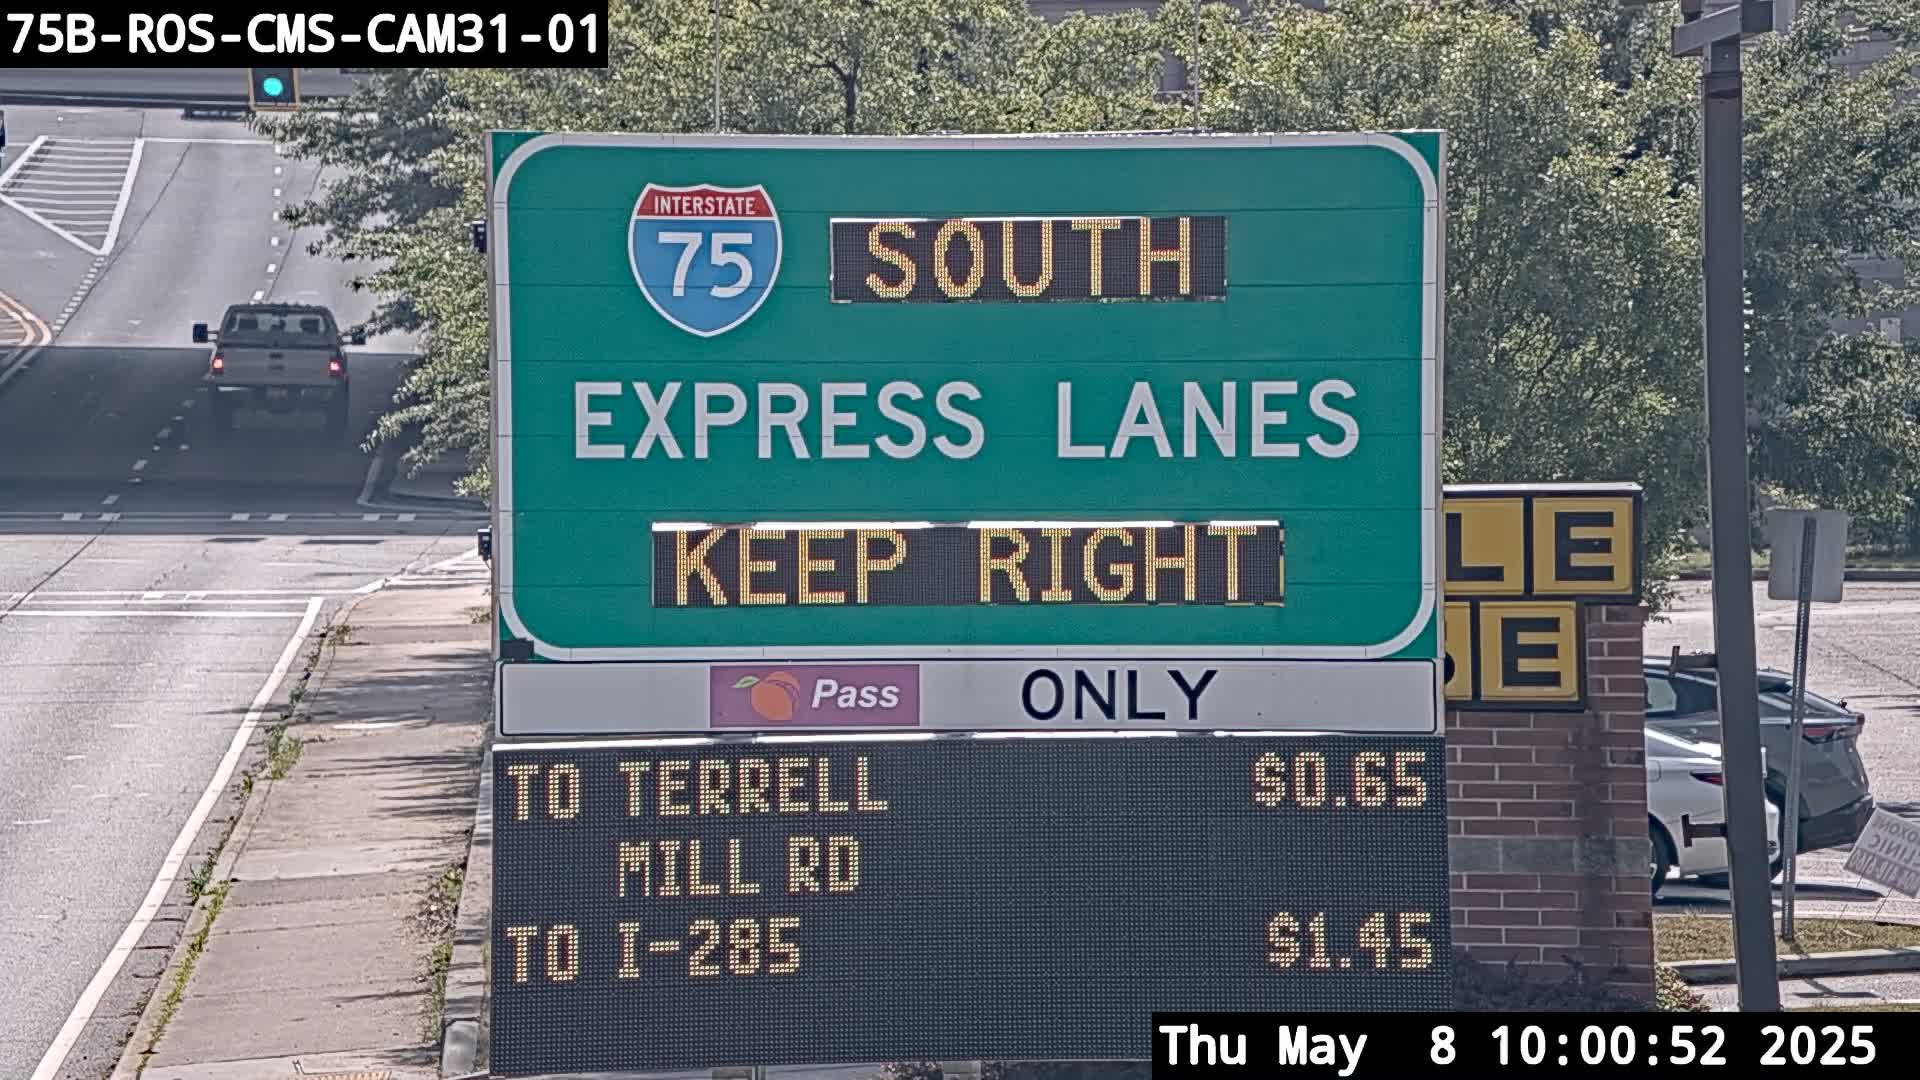 75B-ROS-CMS-CAM31-01
INTERSTATE
75
SOUTH
EXPRESS LANES
KEEP RIGHT
LE
E
Pass ONLY
TO TERRELL $0.65
MILL RD
TO I-285 $1.45
Thu May 8 10:00:52 2025